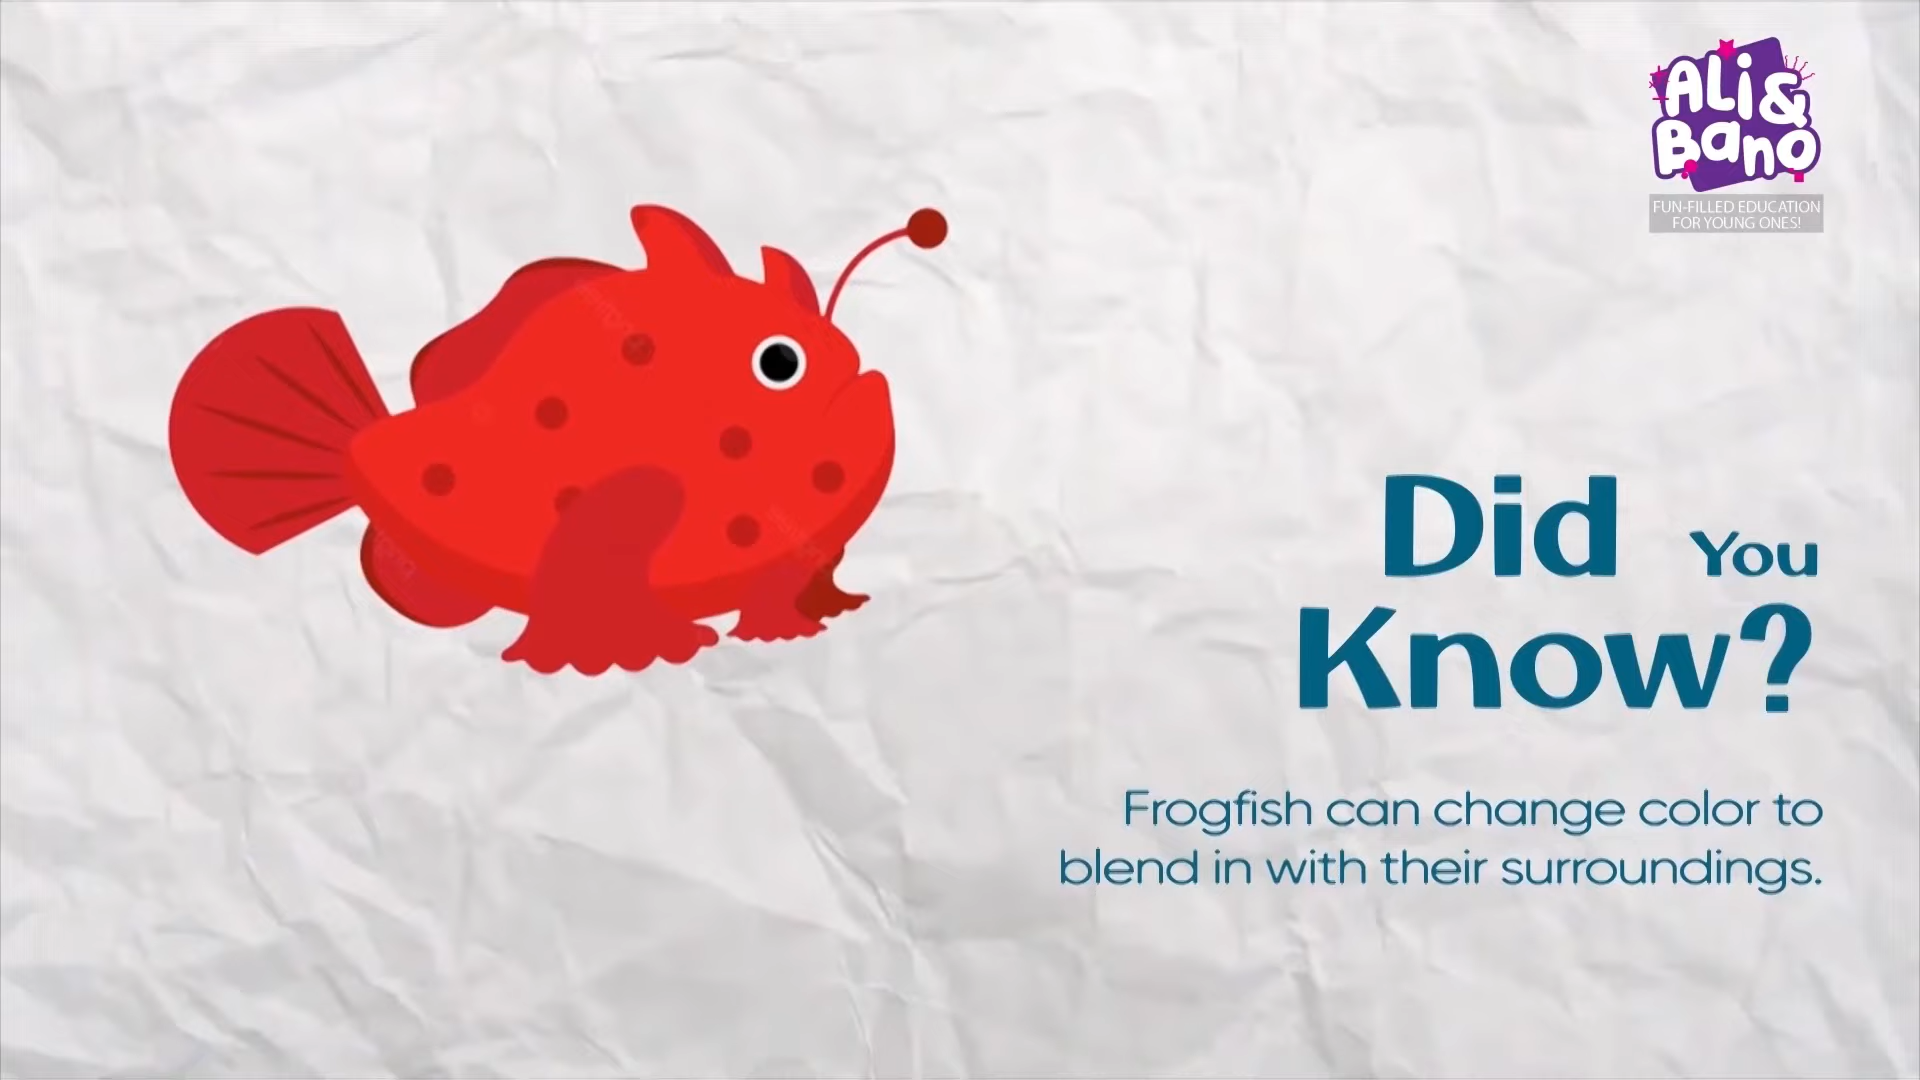 Ali &
Bano
FUN-FILLED EDUCATION
FOR YOUNG ONES!
Did You
Know?
Frogfish can change color to
blend in with their surroundings.